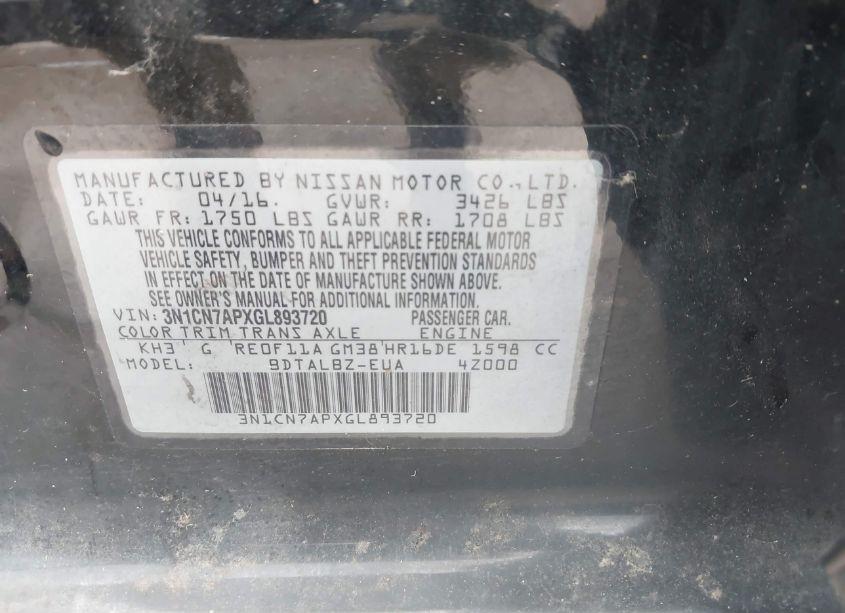 MANUFACTURED BY NISSAN MOTOR CO., LTD.
DATE: 04/16. GVWR: 3426 LBS
GAWR FR: 1750 LBS GAWR RR: 1708 LBS
THIS VEHICLE CONFORMS TO ALL APPLICABLE FEDERAL MOTOR
VEHICLE SAFETY, BUMPER AND THEFT PREVENTION STANDARDS
IN EFFECT ON THE DATE OF MANUFACTURE SHOWN ABOVE.
SEE OWNER'S MANUAL FOR ADDITIONAL INFORMATION.
VIN: 3N1CN7APXGL893720 PASSENGER CAR.
COLOR TRIM TRANS AXLE ENGINE
KH3 G RE0F11A GM38 HR16DE 1598 CC
MODEL: 9DTALBZ-EUA 4Z000
3N1CN7APXGL893720